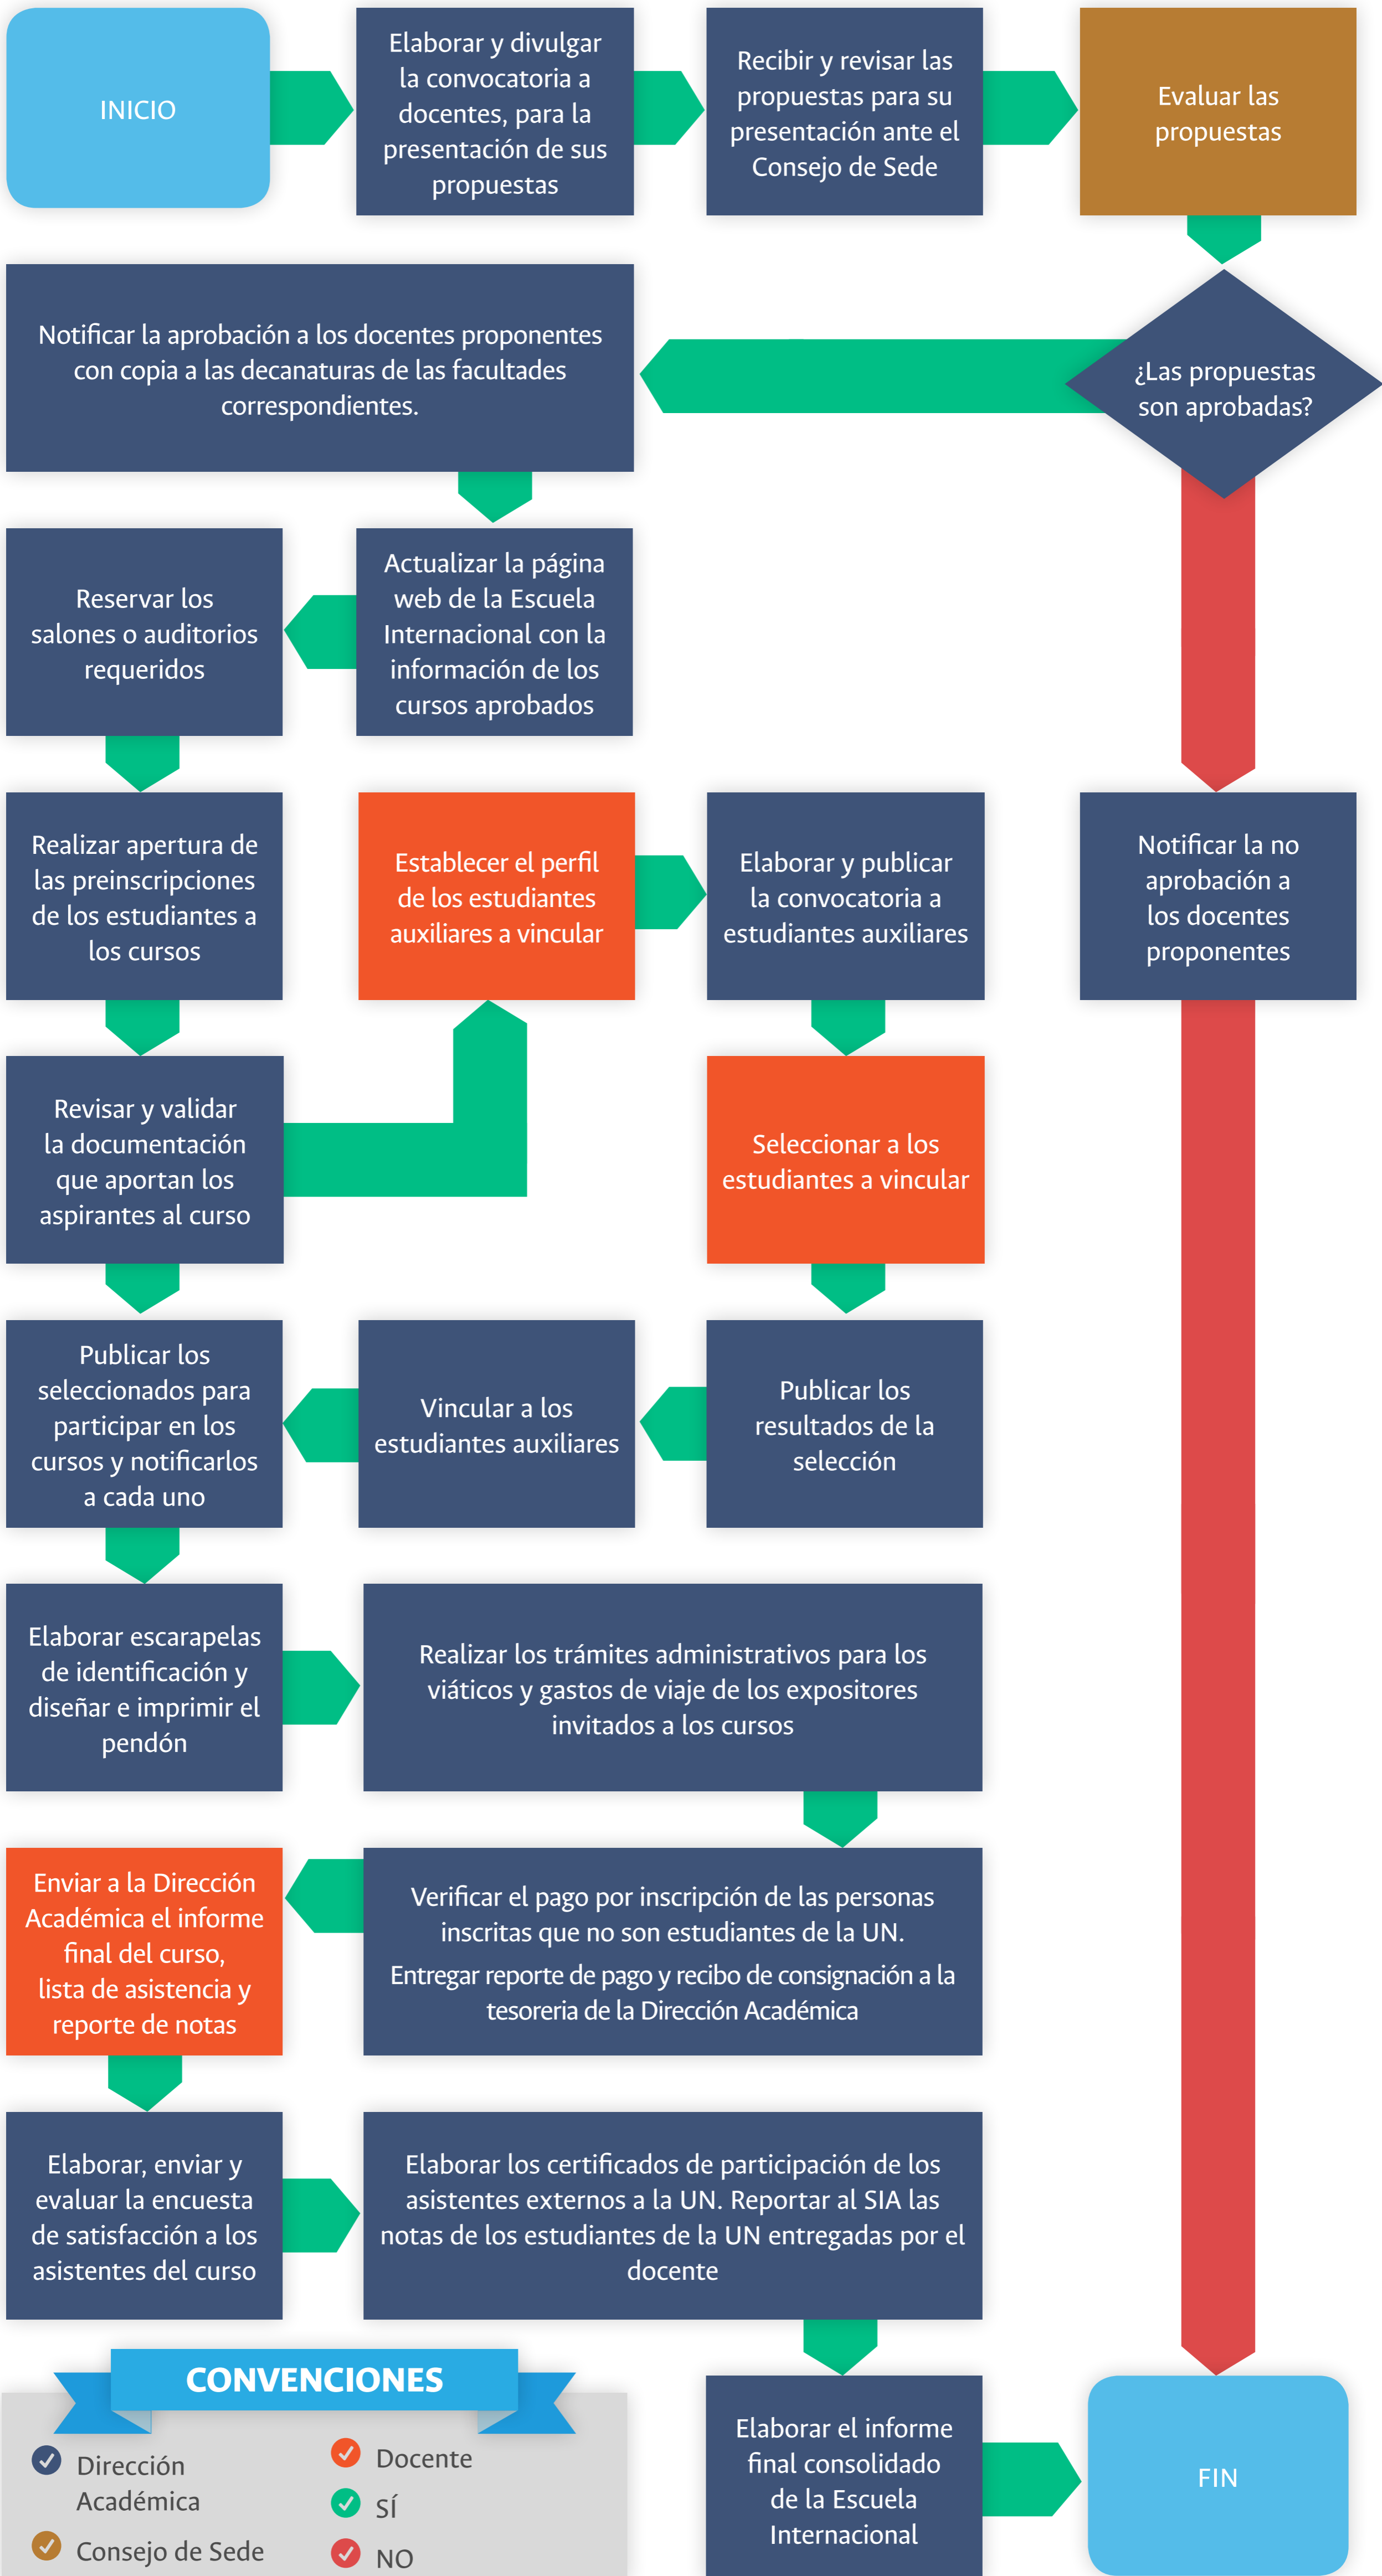 INICIO
Elaborar y divulgar
la convocatoria a
docentes, para la
presentación de sus
propuestas
Recibir y revisar las
propuestas para su
presentación ante el
Consejo de Sede
Evaluar las
propuestas
¿Las propuestas
son aprobadas?
Notificar la aprobación a los docentes proponentes
con copia a las decanaturas de las facultades
correspondientes.
Actualizar la página
web de la Escuela
Internacional con la
información de los
cursos aprobados
Reservar los
salones o auditorios
requeridos
Realizar apertura de
las preinscripciones
de los estudiantes a
los cursos
Establecer el perfil
de los estudiantes
auxiliares a vincular
Elaborar y publicar
la convocatoria a
estudiantes auxiliares
Notificar la no
aprobación a
los docentes
proponentes
Revisar y validar
la documentación
que aportan los
aspirantes al curso
Seleccionar a los
estudiantes a vincular
Publicar los
seleccionados para
participar en los
cursos y notificarlos
a cada uno
Vincular a los
estudiantes auxiliares
Publicar los
resultados de la
selección
Elaborar escarapelas
de identificación y
diseñar e imprimir el
pendón
Realizar los trámites administrativos para los
viáticos y gastos de viaje de los expositores
invitados a los cursos
Enviar a la Dirección
Académica el informe
final del curso,
lista de asistencia y
reporte de notas
Verificar el pago por inscripción de las personas
inscritas que no son estudiantes de la UN.
Entregar reporte de pago y recibo de consignación a la
tesoreria de la Dirección Académica
Elaborar, enviar y
evaluar la encuesta
de satisfacción a los
asistentes del curso
Elaborar los certificados de participación de los
asistentes externos a la UN. Reportar al SIA las
notas de los estudiantes de la UN entregadas por el
docente
Elaborar el informe
final consolidado
de la Escuela
Internacional
FIN
CONVENCIONES
Dirección
Académica
Consejo de Sede
Docente
SÍ
NO